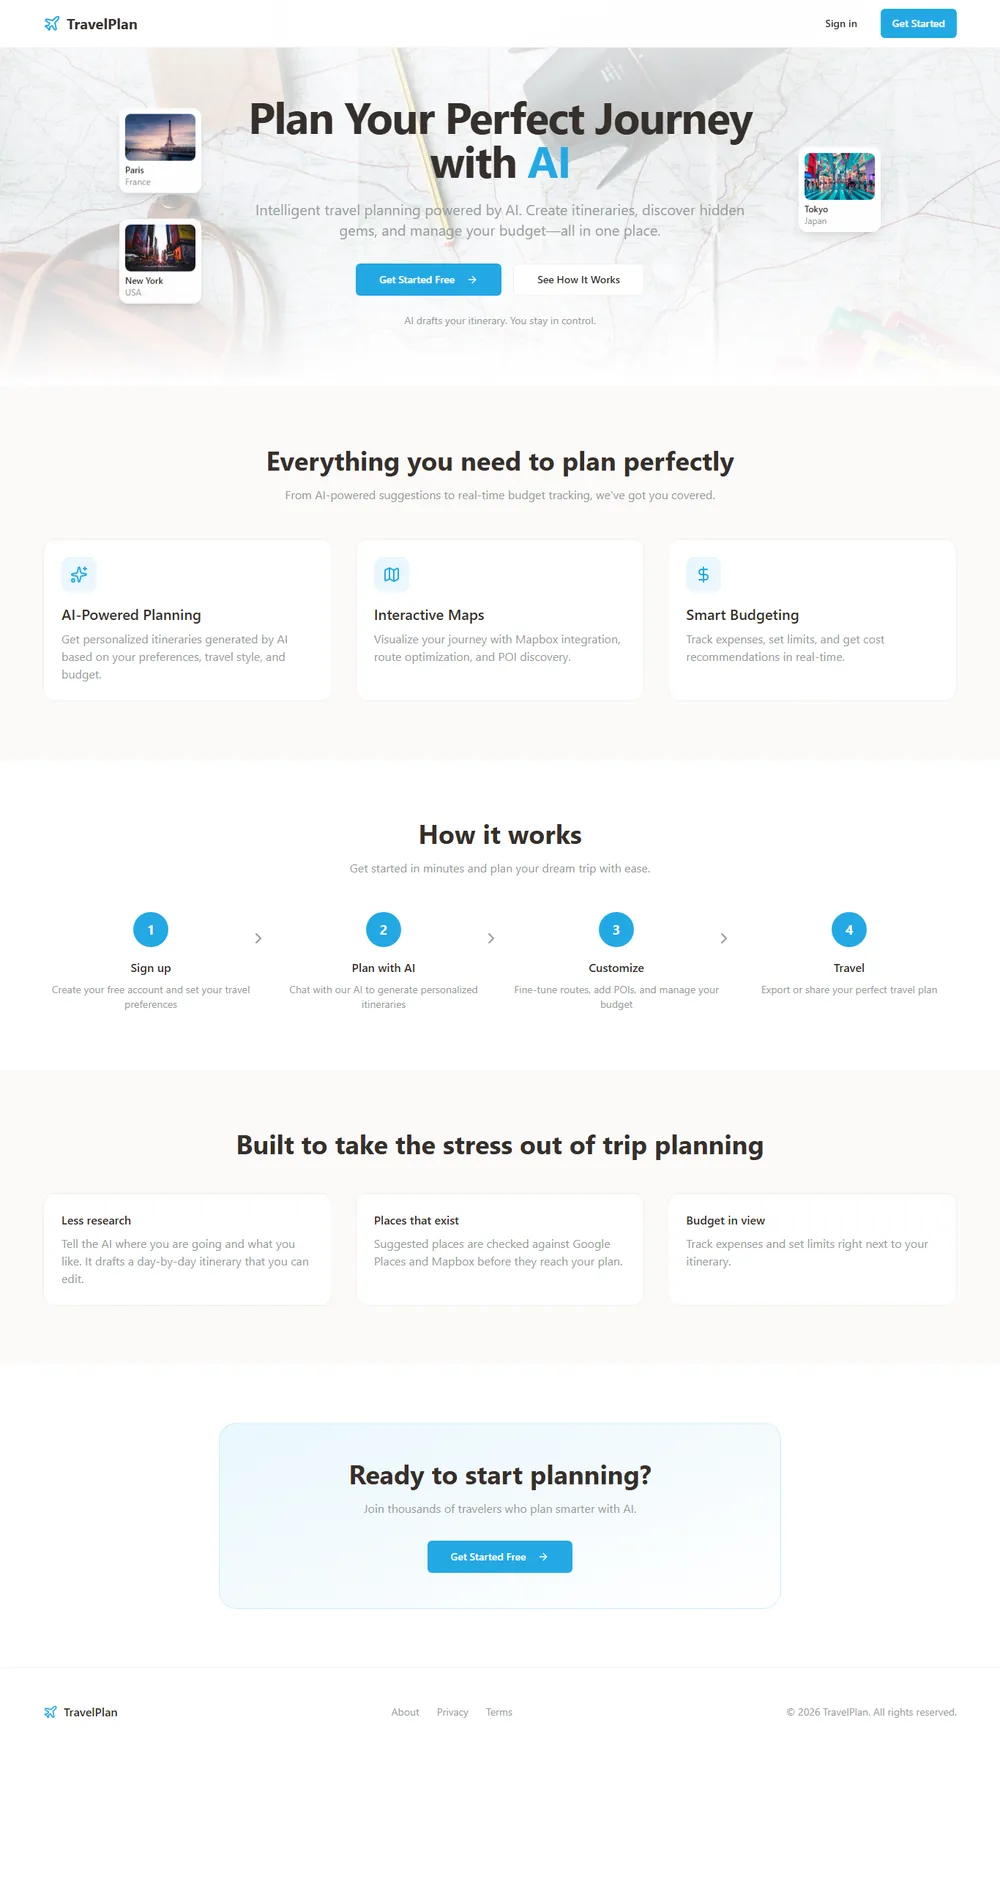 TravelPlan
Sign in
Get Started
Plan Your Perfect Journey
with AI
Intelligent travel planning powered by AI. Create itineraries, discover hidden
gems, and manage your budget—all in one place.
Get Started Free
See How It Works
AI drafts your itinerary. You stay in control.
Paris
France
New York
USA
Tokyo
Japan
Everything you need to plan perfectly
From AI-powered suggestions to real-time budget tracking, we've got you covered.
AI-Powered Planning
Get personalized itineraries generated by AI
based on your preferences, travel style, and
budget.
Interactive Maps
Visualize your journey with Mapbox integration,
route optimization, and POI discovery.
Smart Budgeting
Track expenses, set limits, and get cost
recommendations in real-time.
How it works
Get started in minutes and plan your dream trip with ease.
1
Sign up
Create your free account and set your travel
preferences
2
Plan with AI
Chat with our AI to generate personalized
itineraries
3
Customize
Fine-tune routes, add POIs, and manage your
budget
4
Travel
Export or share your perfect travel plan
Built to take the stress out of trip planning
Less research
Tell the AI where you are going and what you
like. It drafts a day-by-day itinerary that you can
edit.
Places that exist
Suggested places are checked against Google
Places and Mapbox before they reach your plan.
Budget in view
Track expenses and set limits right next to your
itinerary.
Ready to start planning?
Join thousands of travelers who plan smarter with AI.
Get Started Free
TravelPlan
About
Privacy
Terms
© 2026 TravelPlan. All rights reserved.